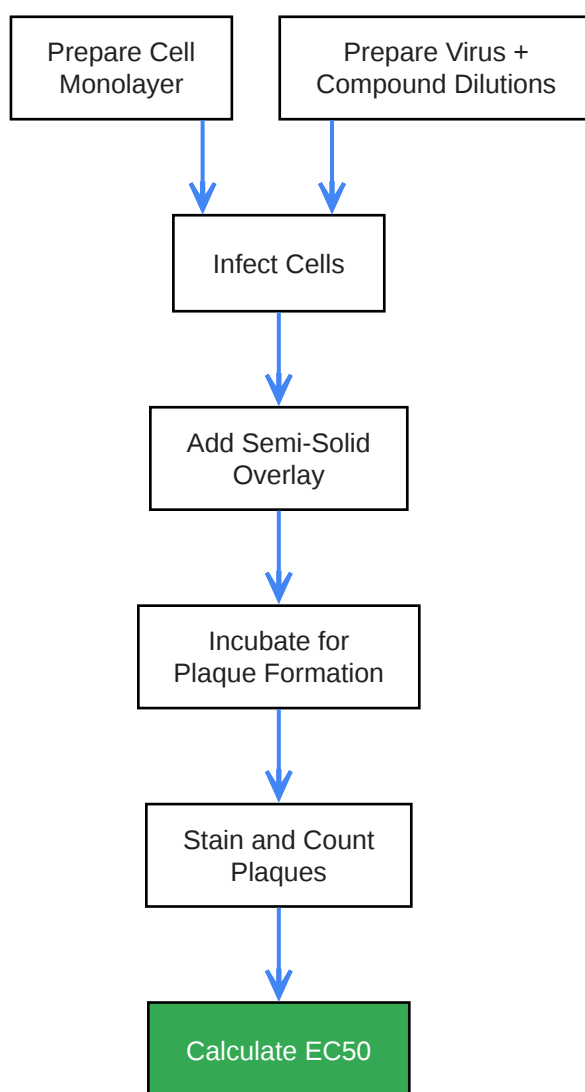 Prepare Cell
Monolayer
Prepare Virus +
Compound Dilutions
Infect Cells
Add Semi-Solid
Overlay
Incubate for
Plaque Formation
Stain and Count
Plaques
Calculate EC50